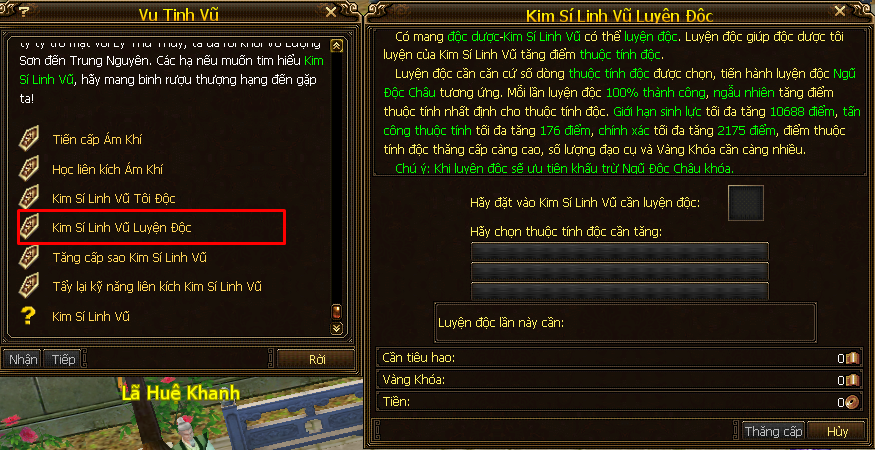 Vụ Tinh Vũ
Sơn đến Trung Nguyên. Các hạ nếu muốn tìm hiểu Kim
Sí Linh Vũ, hãy mang bình rượu thượng hạng đến gặp
ta!
Tiến cấp Ám Khí
Học liên kích Ám Khí
Kim Sí Linh Vũ Tôi Độc
Kim Sí Linh Vũ Luyện Độc
Tăng cấp sao Kim Sí Linh Vũ
Tẩy lại kỹ năng liên kích Kim Sí Linh Vũ
Kim Sí Linh Vũ
Nhận Tiếp Rời
Lã Huê Khanh
Kim Sí Linh Vũ Luyện Độc
Có mang độc dược-Kim Sí Linh Vũ có thể luyện độc. Luyện độc giúp độc dược tôi
luyện của Kim Sí Linh Vũ tăng điểm thuộc tính độc.
Luyện độc cần căn cứ số dòng thuộc tính độc được chọn, tiến hành luyện độc Ngũ
Độc Châu tương ứng. Mỗi lần luyện độc 100% thành công, ngẫu nhiên tăng điểm
thuộc tính nhất định cho thuộc tính độc. Giới hạn sinh lực tối đa tăng 10688 điểm, tấn
công thuộc tính tối đa tăng 176 điểm, chính xác tối đa tăng 2175 điểm, điểm thuộc
tính độc thăng cấp càng cao, số lượng đạo cụ và Vàng Khóa cần càng nhiều.
Chú ý: Khi luyện độc sẽ ưu tiên khấu trừ Ngũ Độc Châu khóa.
Hãy đặt vào Kim Sí Linh Vũ cần luyện độc:
Hãy chọn thuộc tính độc cần tăng:
Luyện độc lần này cần:
Cần tiêu hao: 0
Vàng Khóa: 0
Tiền: 0
Thăng cấp Hủy